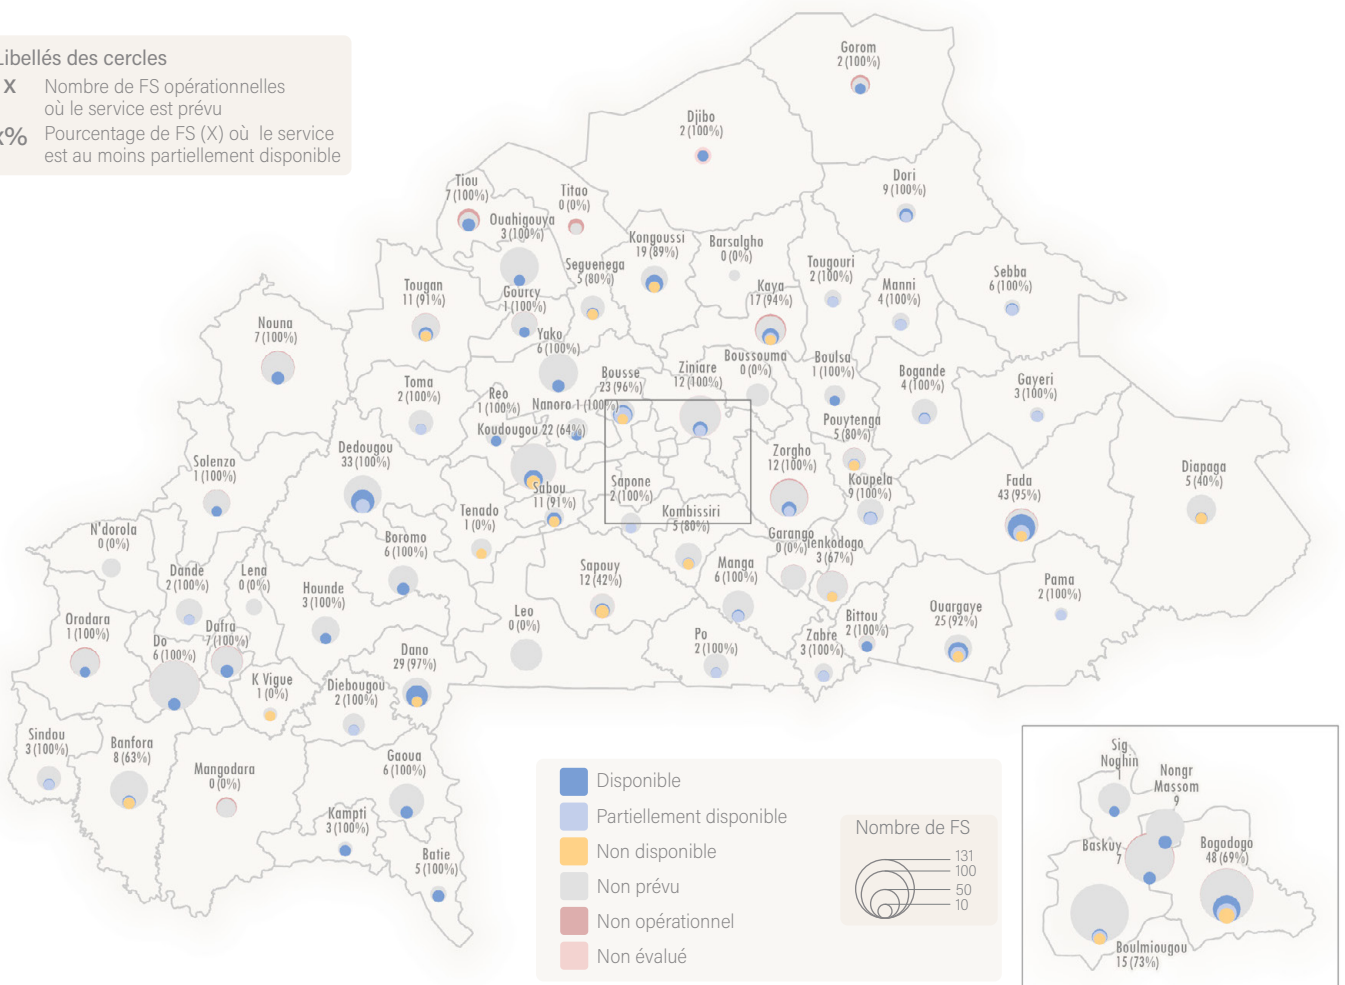 Libellés des cercles
X Nombre de FS opérationnelles
où le service est prévu
x% Pourcentage de FS (X) où le service
est au moins partiellement disponible
Gorom
2 (100%)
Djibo
2 (100%)
Dori
9 (100%)
Tiou
7 (100%)
Titao
0 (0%)
Ouahigouya
3 (100%)
Kongoussi
19 (89%)
Barsalgho
0 (0%)
Seguenega
5 (80%)
Tougouri
2 (100%)
Sebba
6 (100%)
Manni
4 (100%)
Kaya
17 (94%)
Tougan
11 (91%)
Gourcy
1 (100%)
Nouna
7 (100%)
Yako
6 (100%)
Boussouma
0 (0%)
Boulsa
1 (100%)
Ziniare
12 (100%)
Bousse
23 (96%)
Bogande
4 (100%)
Gayeri
3 (100%)
Toma
2 (100%)
Reo
1 (100%)
Nanoro 1 (100%)
Koudougou 22 (64%)
Pouytenga
5 (80%)
Dedougou
33 (100%)
Zorgho
12 (100%)
Solenzo
1 (100%)
Diapaga
5 (40%)
Koupela
9 (100%)
Fada
43 (95%)
Sapone
2 (100%)
Sabou
11 (91%)
Tenado
1 (0%)
Kombissiri
5 (80%)
N'dorola
0 (0%)
Boromo
6 (100%)
Garango
0 (0%)
Tenkodogo
3 (67%)
Dande
2 (100%)
Lena
0 (0%)
Sapouy
12 (42%)
Manga
6 (100%)
Hounde
3 (100%)
Pama
2 (100%)
Leo
0 (0%)
Ouargaye
25 (92%)
Bittou
2 (100%)
Orodara
1 (100%)
Dafra
7 (100%)
Do
6 (100%)
Po
2 (100%)
Zabre
3 (100%)
Dano
29 (97%)
K Vigue
1 (0%)
Diebougou
2 (100%)
Sindou
3 (100%)
Banfora
8 (63%)
Gaoua
6 (100%)
Mangodara
0 (0%)
Kampti
3 (100%)
Batie
5 (100%)
Disponible
Partiellement disponible
Non disponible
Non prévu
Non opérationnel
Non évalué
Nombre de FS
131
100
50
10
Sig
Noghin
1
Nongr
Massom
9
Baskuy
7
Bogodogo
48 (69%)
Boulmiougou
15 (73%)